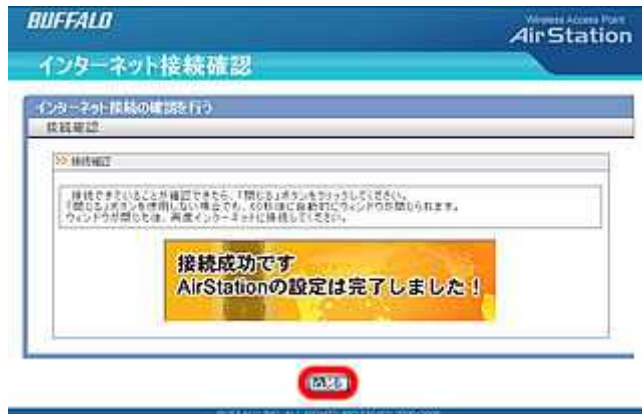 BUFFALO
Wireless Access Point
AirStation
インターネット接続確認
インターネット接続の確認を行う
接続確認
>> 接続確認
接続できていることが確認できたら、「閉じる」ボタンをクリックしてください。
「閉じる」ボタンを使用しない場合でも、60秒後に自動的にウィンドウが閉じられます。
ウィンドウが閉じた後は、再度インターネットに接続してください。
接続成功です
AirStationの設定は完了しました！
閉じる